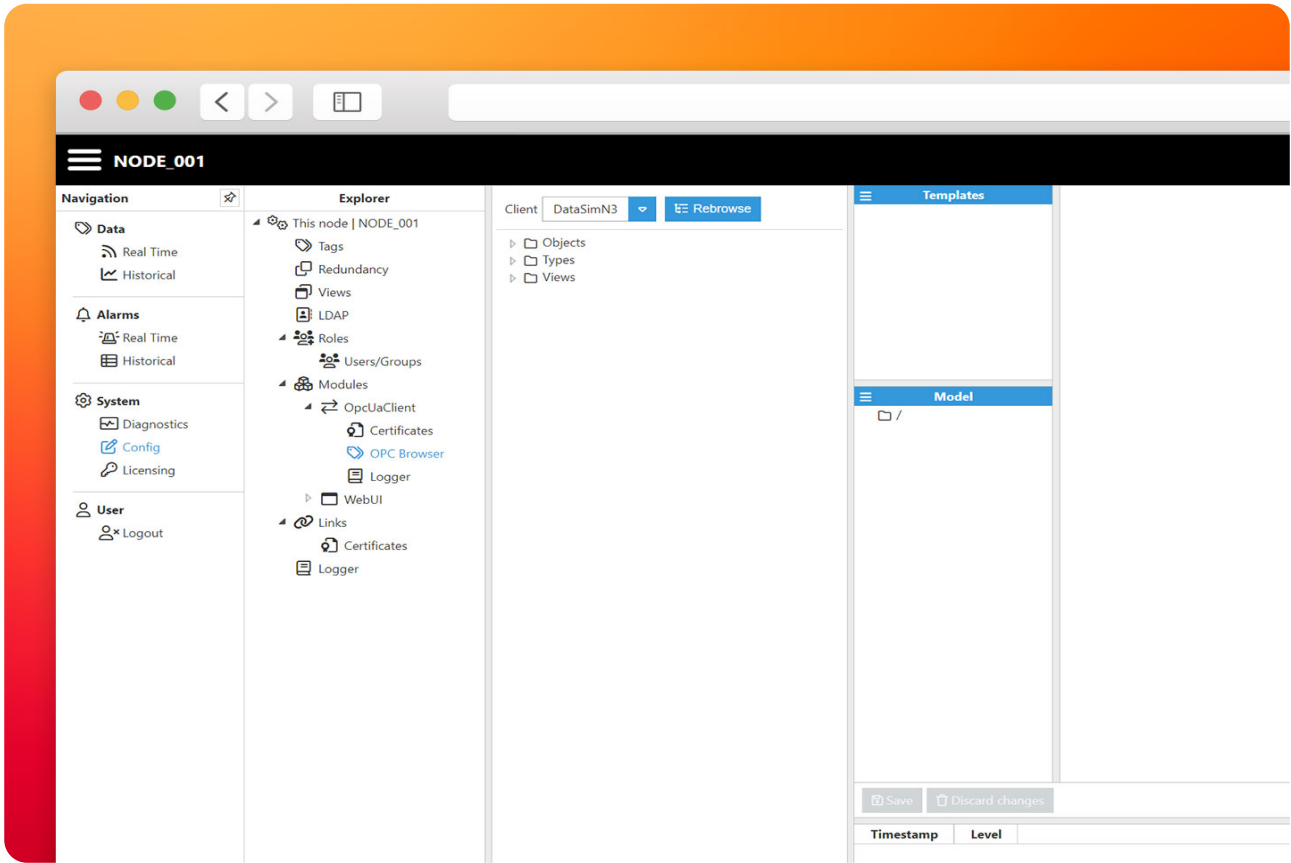 NODE_001
Navigation
Data
Real Time
Historical
Alarms
Real Time
Historical
System
Diagnostics
Config
Licensing
User
Logout
Explorer
This node | NODE_001
Tags
Redundancy
Views
LDAP
Roles
Users/Groups
Modules
OpcUaClient
Certificates
OPC Browser
Logger
WebUI
Links
Certificates
Logger
Client DataSimN3 Rebrowse
Objects
Types
Views
Templates
Model
/
Save Discard changes
Timestamp Level